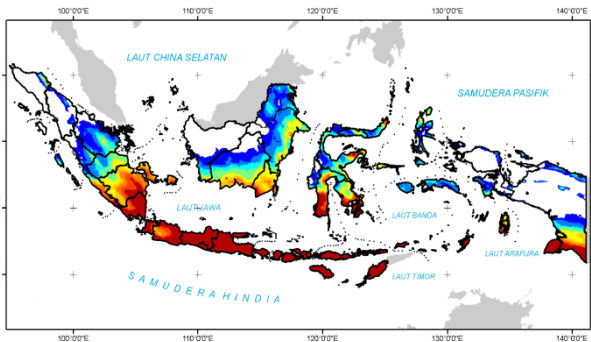 100°0'0"E 110°0'0"E 120°0'0"E 130°0'0"E 140°0'0"E
LAUT CHINA SELATAN
SAMUDERA PASIFIK
LAUT JAWA
LAUT BANDA
LAUT ARAFURA
LAUT TIMOR
SAMUDERA HINDIA
100°0'0"E 110°0'0"E 120°0'0"E 130°0'0"E 140°0'0"E